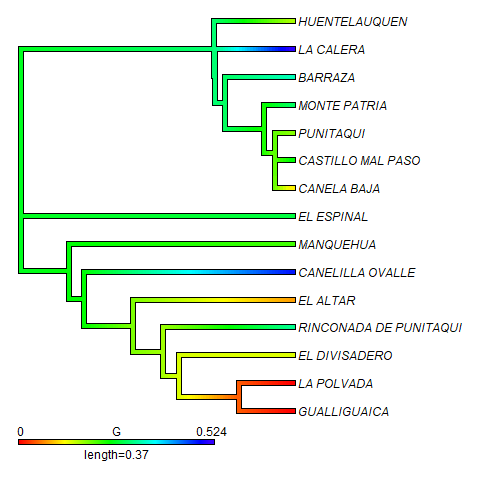 HUENTELAUQUEN
LA CALERA
BARRAZA
MONTE PATRIA
PUNITAQUI
CASTILLO MAL PASO
CANELA BAJA
EL ESPINAL
MANQUEHUA
CANELILLA OVALLE
EL ALTAR
RINCONADA DE PUNITAQUI
EL DIVISADERO
LA POLVADA
GUALLIGUAICA
0 G 0.524
length=0.37